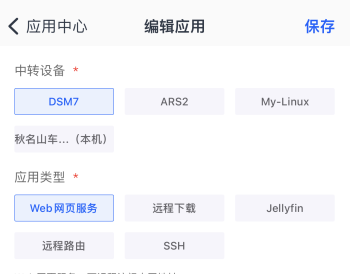 应用中心 编辑应用 保存
中转设备 *
DSM7 ARS2 My-Linux
秋名山车...（本机）
应用类型 *
Web网页服务 远程下载 Jellyfin
远程路由 SSH